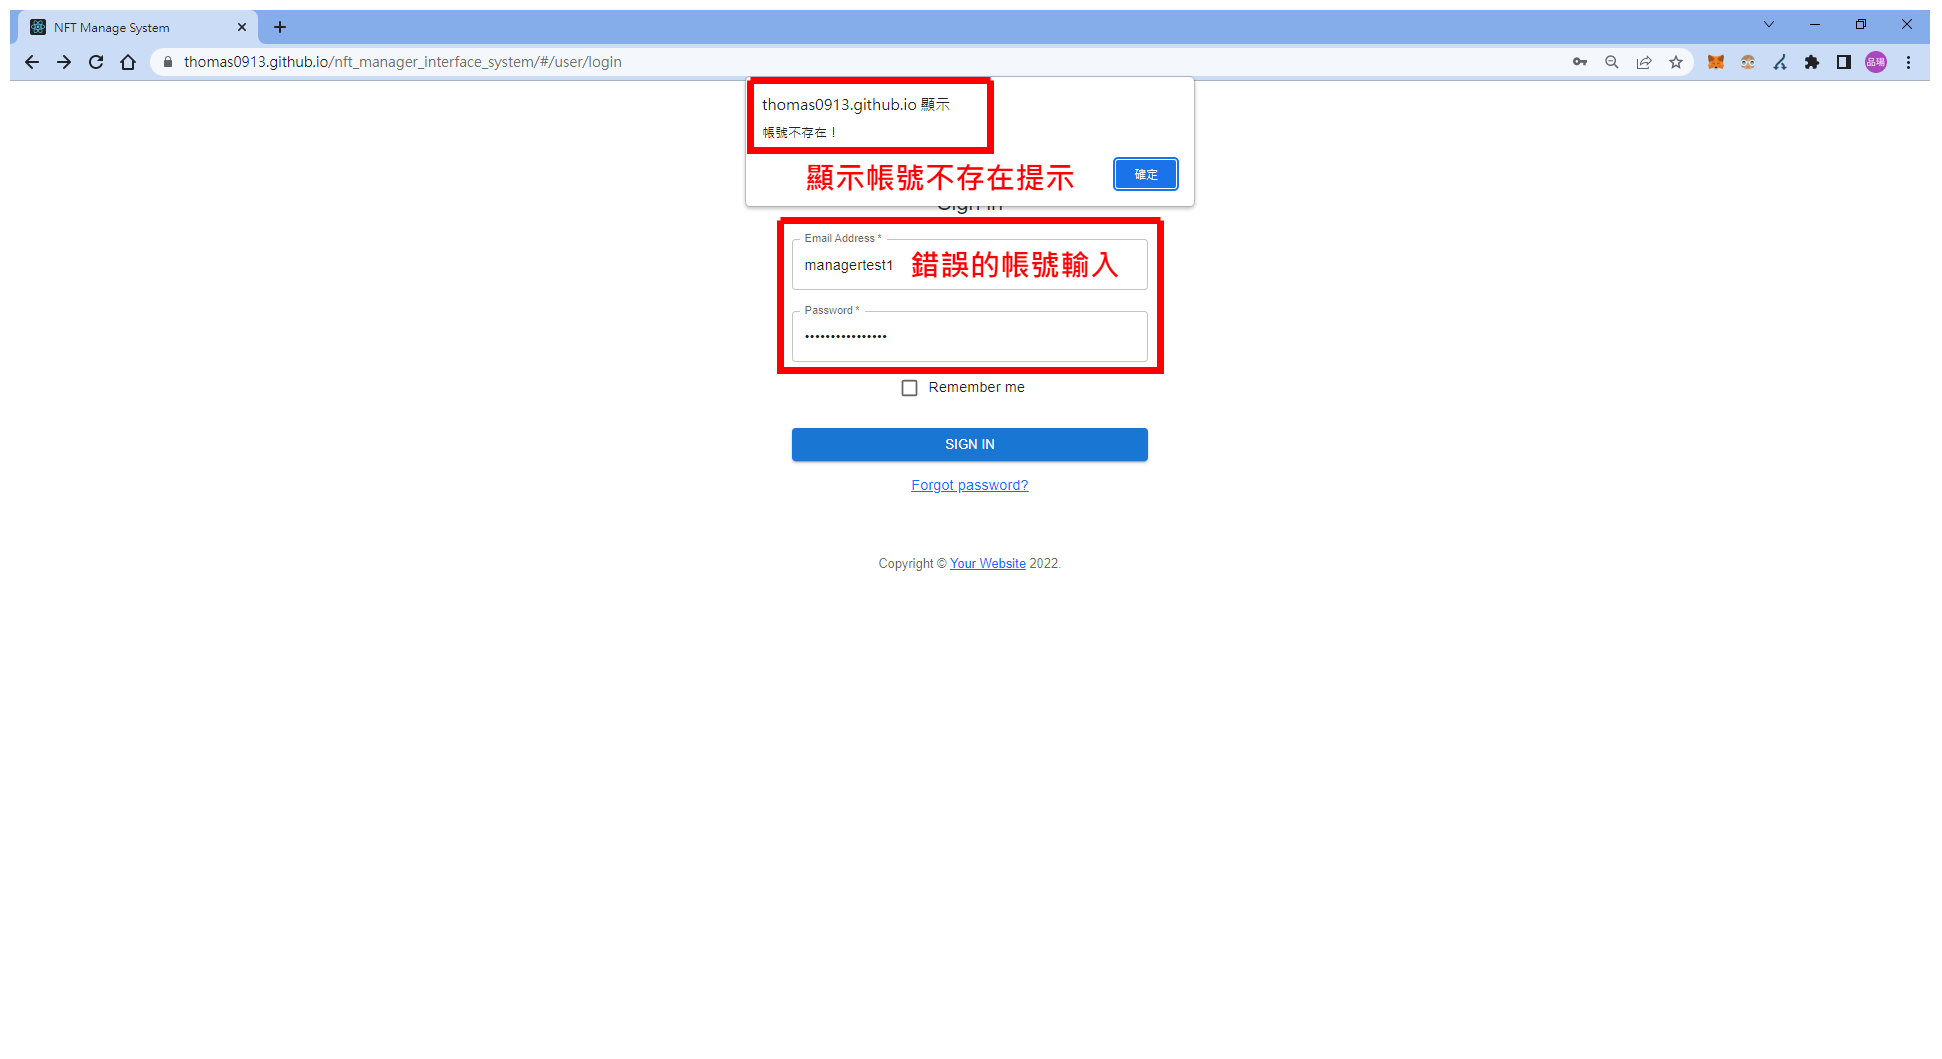 NFT Manage System
thomas0913.github.io/nft_manager_interface_system/#/user/login
品瑒
thomas0913.github.io 顯示
帳號不存在！
顯示帳號不存在提示
確定
Sign in
Email Address *
managertest1
錯誤的帳號輸入
Password *
••••••••••••••••
Remember me
SIGN IN
Forgot password?
Copyright © Your Website 2022.